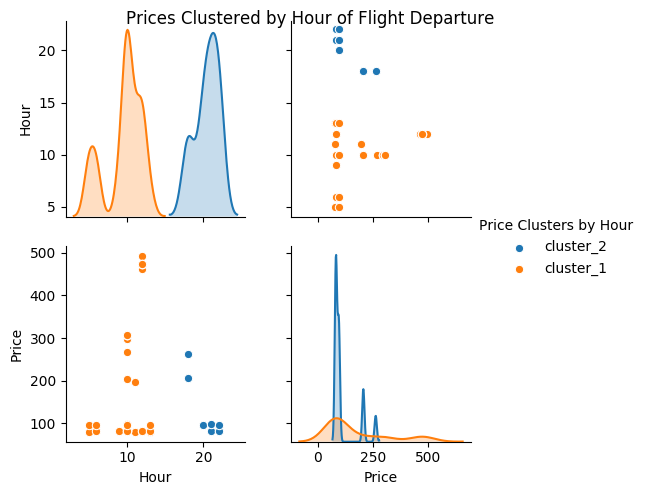 Prices Clustered by Hour of Flight Departure
20
15
10
5
Hour
500
400
300
200
100
Price
10
20
Hour
0
250
500
Price
Price Clusters by Hour
cluster_2
cluster_1